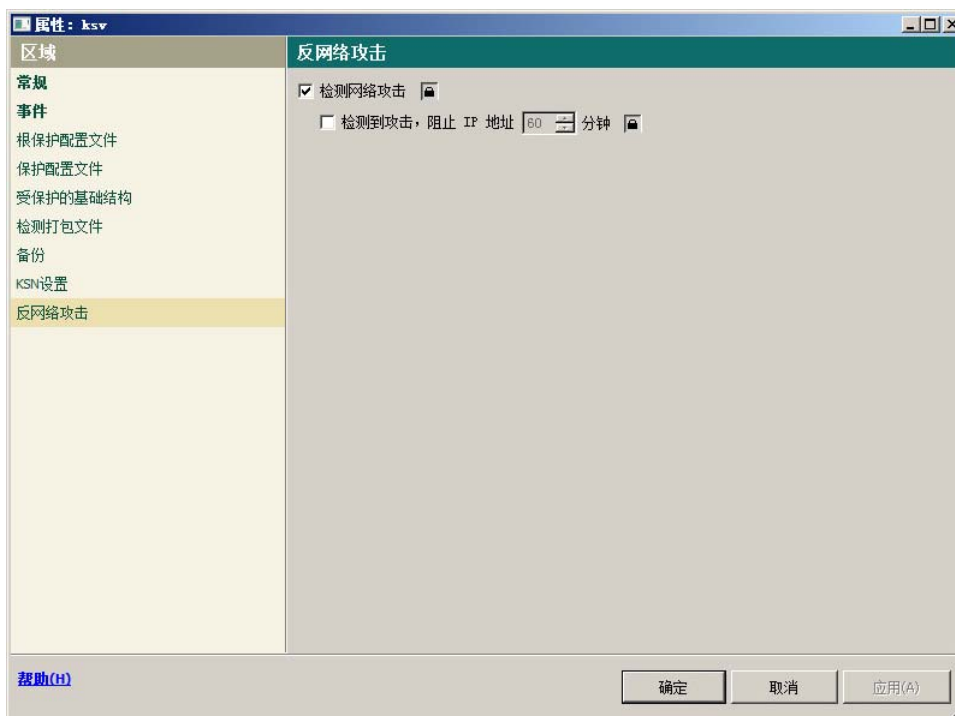 属性: ksv
区域
常规
事件
根保护配置文件
保护配置文件
受保护的基础结构
检测打包文件
备份
KSN设置
反网络攻击
反网络攻击
检测网络攻击
检测到攻击，阻止 IP 地址 60 分钟
帮助(H)
确定 取消 应用(A)